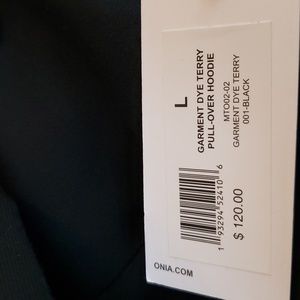 L
GARMENT DYE TERRY
PULL-OVER HOODIE
MTO02-02
GARMENT DYE TERRY
001-BLACK
1 93294 52410 6
$ 120.00
ONIA.COM